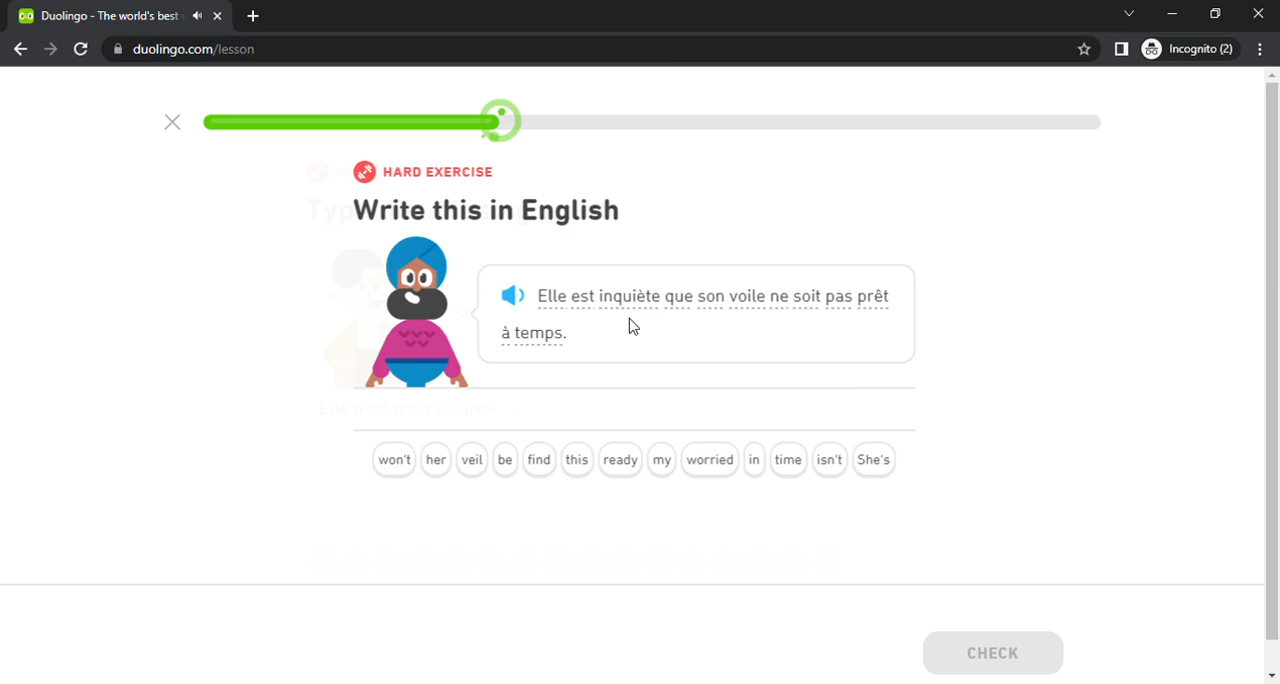 Duolingo - The world's best
duolingo.com/lesson
Incognito (2)
HARD EXERCISE
Write this in English
Elle est inquiète que son voile ne soit pas prêt
à temps.
won't her veil be find this ready my worried in time isn't She's
CHECK